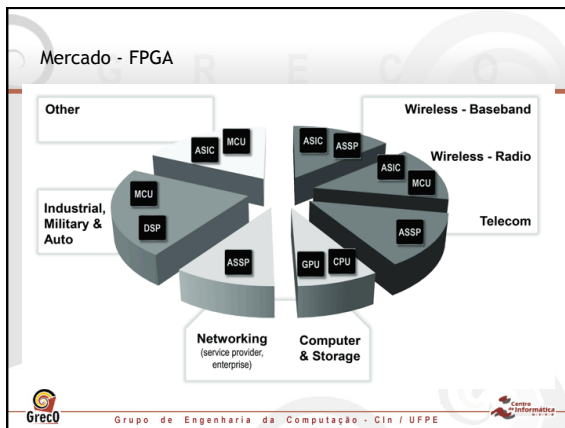 Mercado - FPGA
G R E C O
Other
Wireless - Baseband
ASIC
MCU
ASIC
ASSP
Wireless - Radio
ASIC
MCU
MCU
DSP
Industrial,
Military &
Auto
Telecom
ASSP
ASSP
GPU
CPU
Networking
(service provider,
enterprise)
Computer
& Storage
GrecO
Grupo de Engenharia da Computação - CIn / UFPE
Centro
de Informática
UFPE